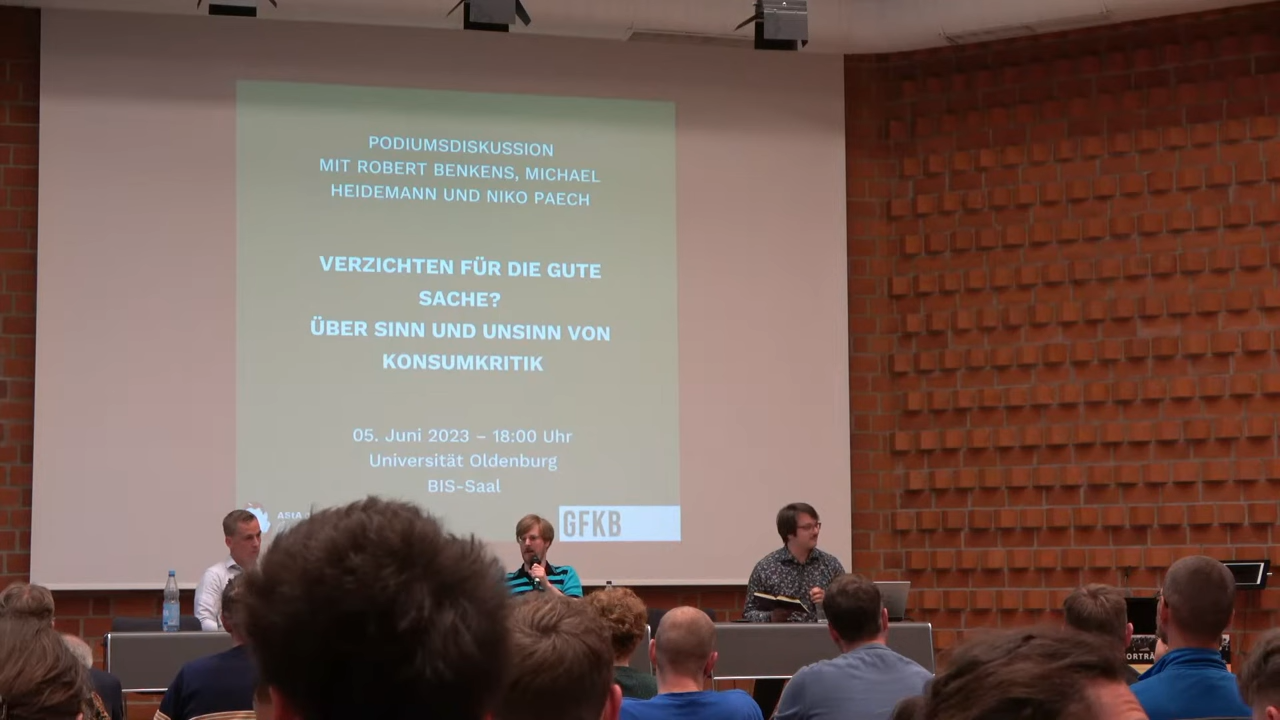 PODIUMSDISKUSSION
MIT ROBERT BENKENS, MICHAEL
HEIDEMANN UND NIKO PAECH
VERZICHTEN FÜR DIE GUTE
SACHE?
ÜBER SINN UND UNSINN VON
KONSUMKRITIK
05. Juni 2023 – 18:00 Uhr
Universität Oldenburg
BIS-Saal
AStA
GFKB